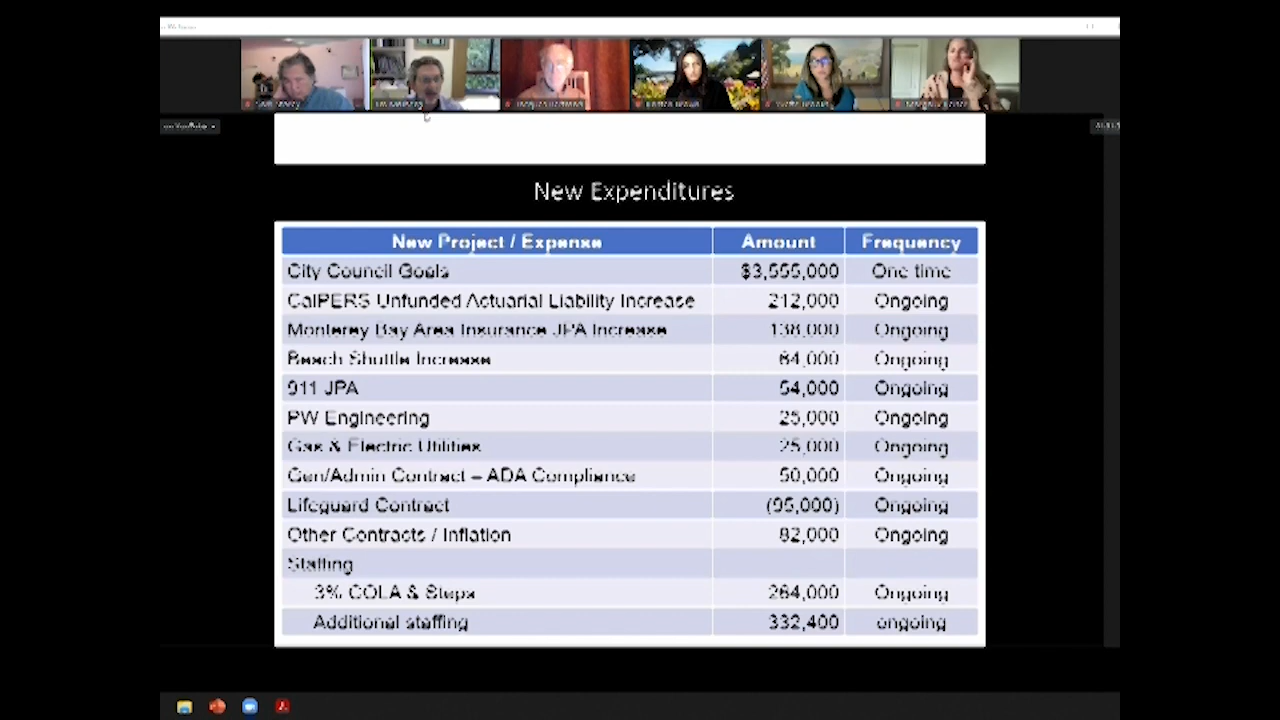 New Expenditures
New Project / Expense Amount Frequency
City Council Goals $3,555,000 One time
CalPERS Unfunded Actuarial Liability Increase 212,000 Ongoing
Monterey Bay Area Insurance JPA Increase 138,000 Ongoing
Beach Shuttle Increase 64,000 Ongoing
911 JPA 54,000 Ongoing
PW Engineering 25,000 Ongoing
Gas & Electric Utilities 25,000 Ongoing
Gen/Admin Contract – ADA Compliance 50,000 Ongoing
Lifeguard Contract (95,000) Ongoing
Other Contracts / Inflation 82,000 Ongoing
Staffing
3% COLA & Steps 264,000 Ongoing
Additional staffing 332,400 ongoing